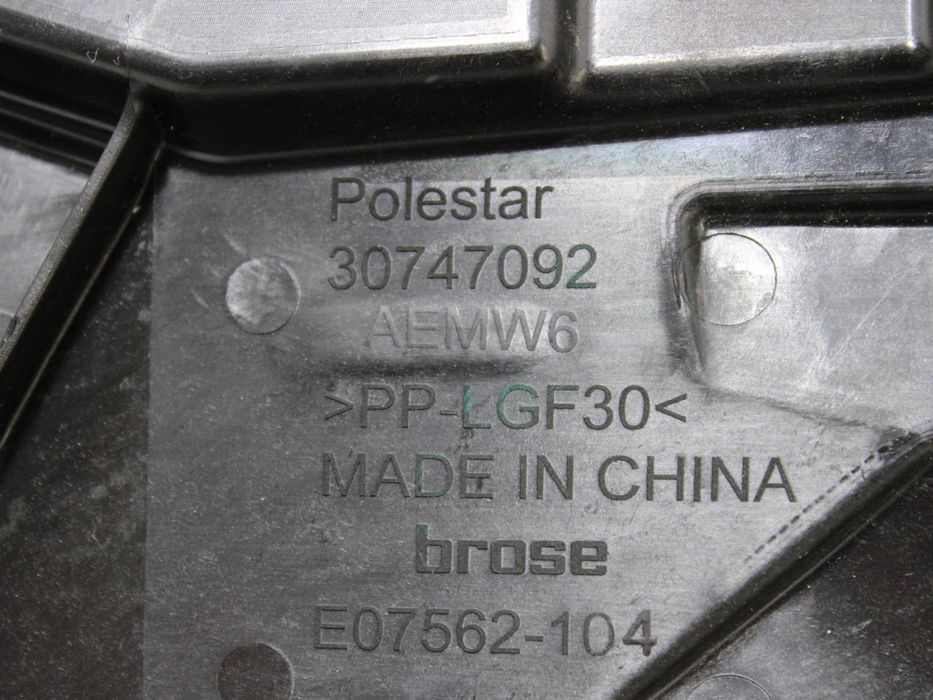 Polestar
30747092
AEMW6
>PP-LGF30<
MADE IN CHINA
brose
E07562-104